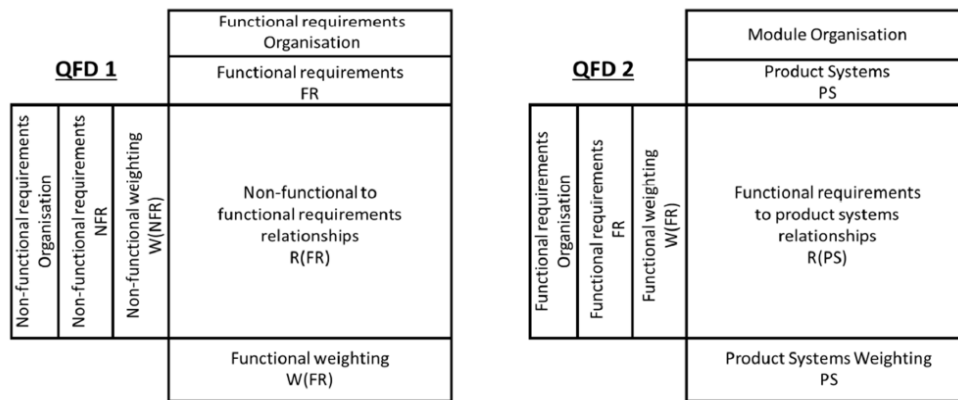 Functional requirements
Organisation
QFD 1
Functional requirements
FR
Non-functional requirements
Organisation
Non-functional requirements
NFR
Non-functional weighting
W(NFR)
Non-functional to
functional requirements
relationships
R(FR)
Functional weighting
W(FR)
Module Organisation
QFD 2
Product Systems
PS
Functional requirements
Organisation
Functional requirements
FR
Functional weighting
W(FR)
Functional requirements
to product systems
relationships
R(PS)
Product Systems Weighting
PS